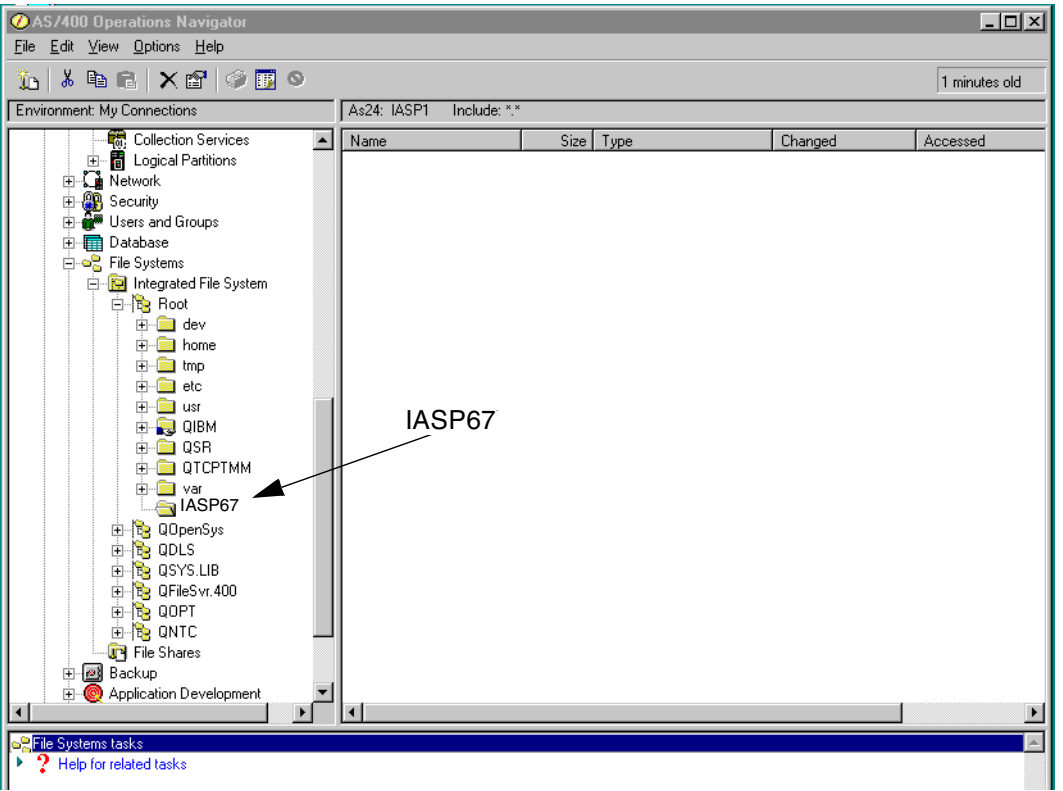 AS/400 Operations Navigator
File Edit View Options Help
1 minutes old
Environment: My Connections
As24: IASP1 Include: *.*
Name Size Type Changed Accessed
Collection Services
Logical Partitions
Network
Security
Users and Groups
Database
File Systems
Integrated File System
Root
dev
home
tmp
etc
usr
QIBM
QSR
QTCPTMM
var
IASP67
QOpenSys
QDLS
QSYS.LIB
QFileSvr.400
QOPT
QNTC
File Shares
Backup
Application Development
IASP67
File Systems tasks
? Help for related tasks